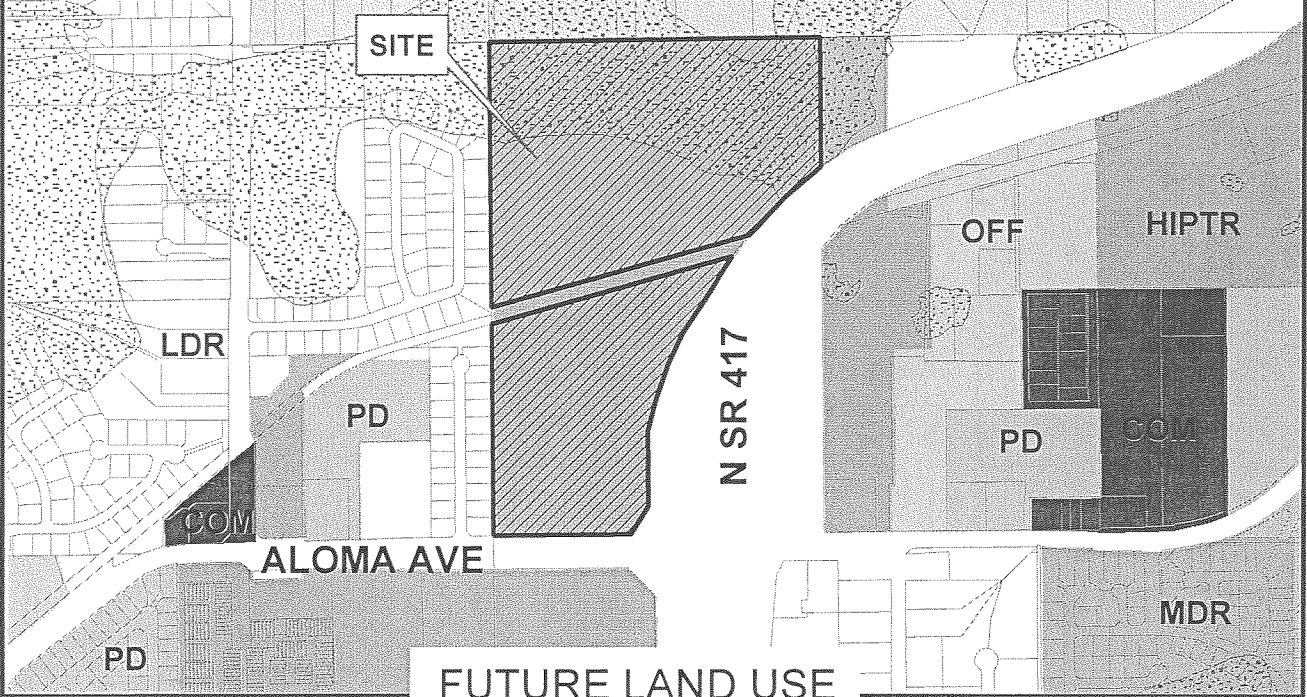 SITE
OFF
HIPTR
LDR
N SR 417
PD
PD
COM
COM
ALOMA AVE
MDR
PD
FUTURE LAND USE